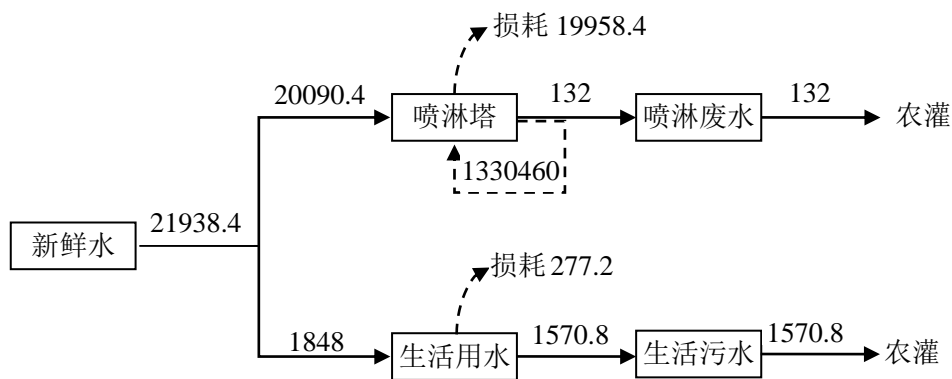 损耗 19958.4
20090.4
喷淋塔
132
喷淋废水
132
农灌
1330460
新鲜水
21938.4
损耗 277.2
1848
生活用水
1570.8
生活污水
1570.8
农灌